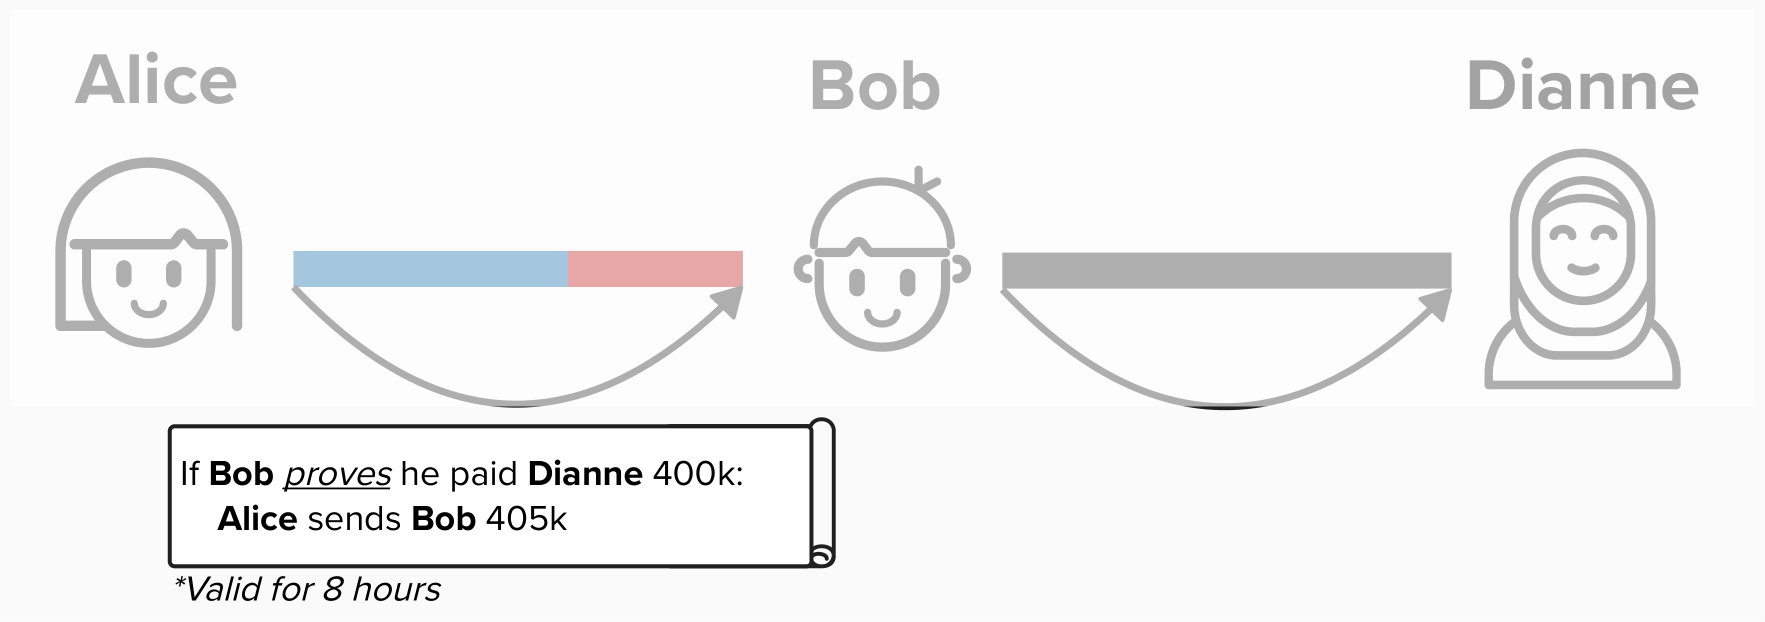 Alice
Bob
Dianne
If Bob proves he paid Dianne 400k:
Alice sends Bob 405k
*Valid for 8 hours